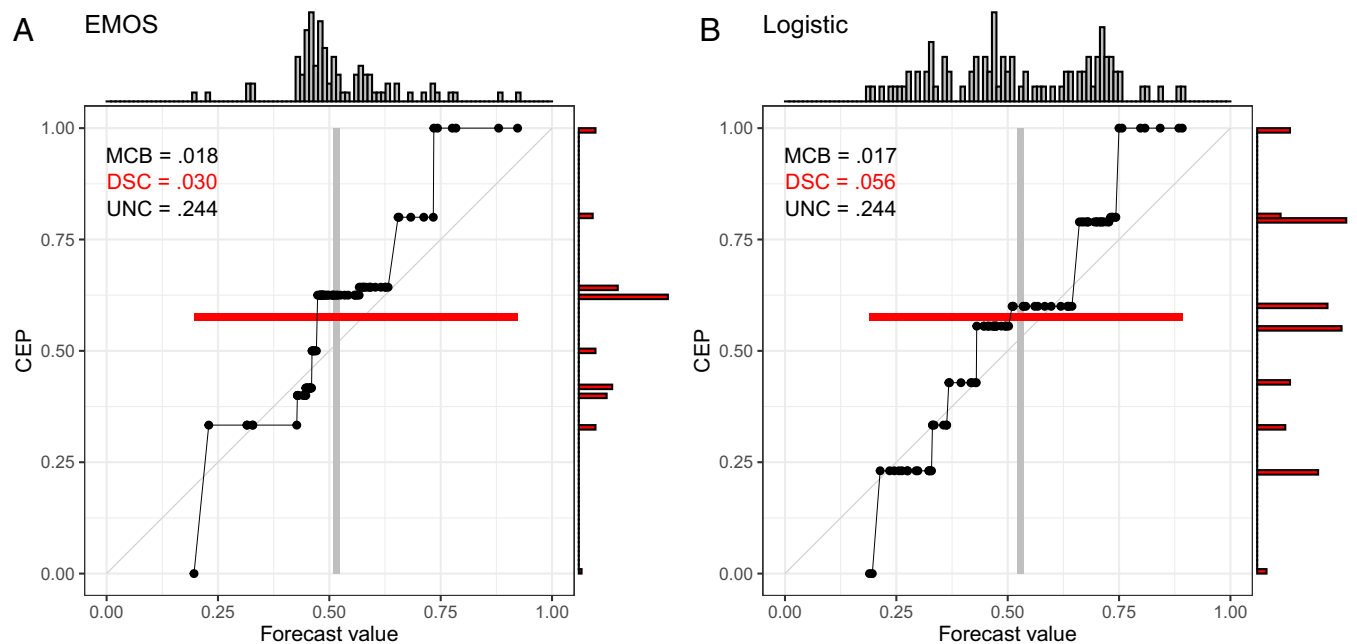 A EMOS
MCB = .018
DSC = .030
UNC = .244
1.00
0.75
0.50
0.25
0.00
CEP
0.00 0.25 0.50 0.75 1.00
Forecast value
B Logistic
MCB = .017
DSC = .056
UNC = .244
1.00
0.75
0.50
0.25
0.00
CEP
0.00 0.25 0.50 0.75 1.00
Forecast value